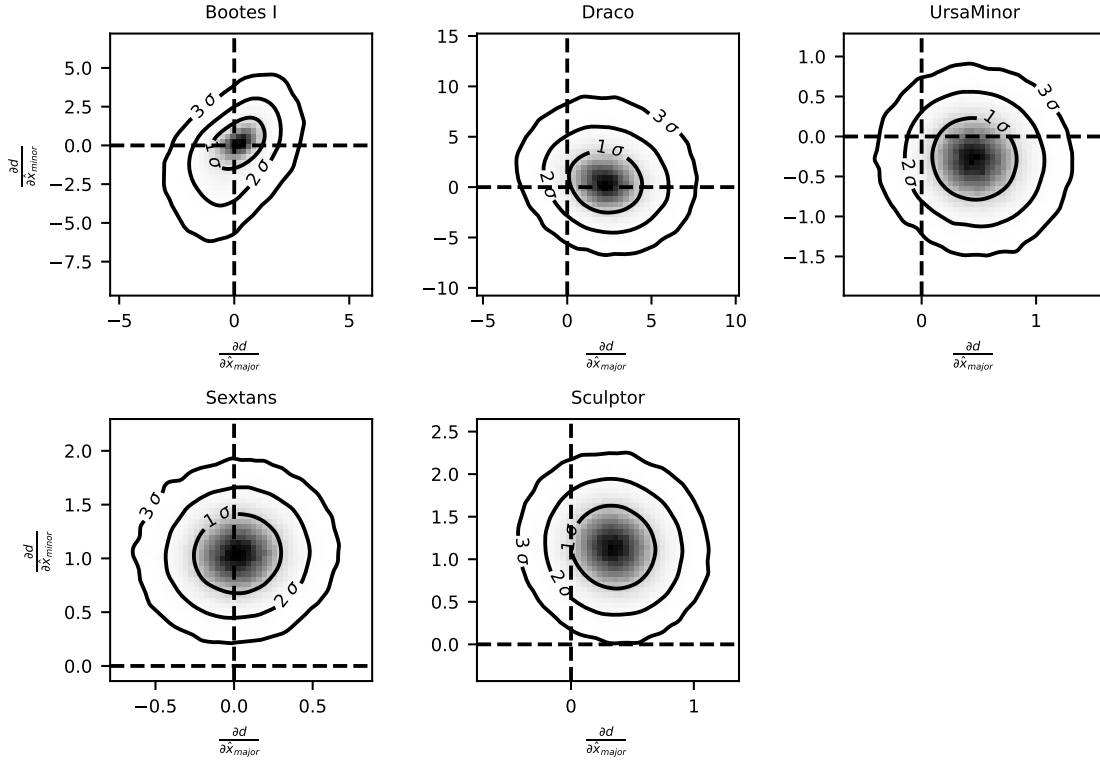 Bootes I
Draco
UrsaMinor
5.0
2.5
0.0
−2.5
−5.0
−7.5
−5
0
5
3 σ
1 σ
2 σ
∂d
∂x̂minor
∂d
∂x̂major
15
10
5
0
−5
−10
−5
0
5
10
3 σ
1 σ
2 σ
∂d
∂x̂major
1.0
0.5
0.0
−0.5
−1.0
−1.5
0
1
3 σ
1 σ
2 σ
∂d
∂x̂major
Sextans
Sculptor
2.0
1.5
1.0
0.5
0.0
−0.5
0.0
0.5
3 σ
1 σ
2 σ
∂d
∂x̂minor
∂d
∂x̂major
2.5
2.0
1.5
1.0
0.5
0.0
0
1
3 σ
1 σ
2 σ
∂d
∂x̂major